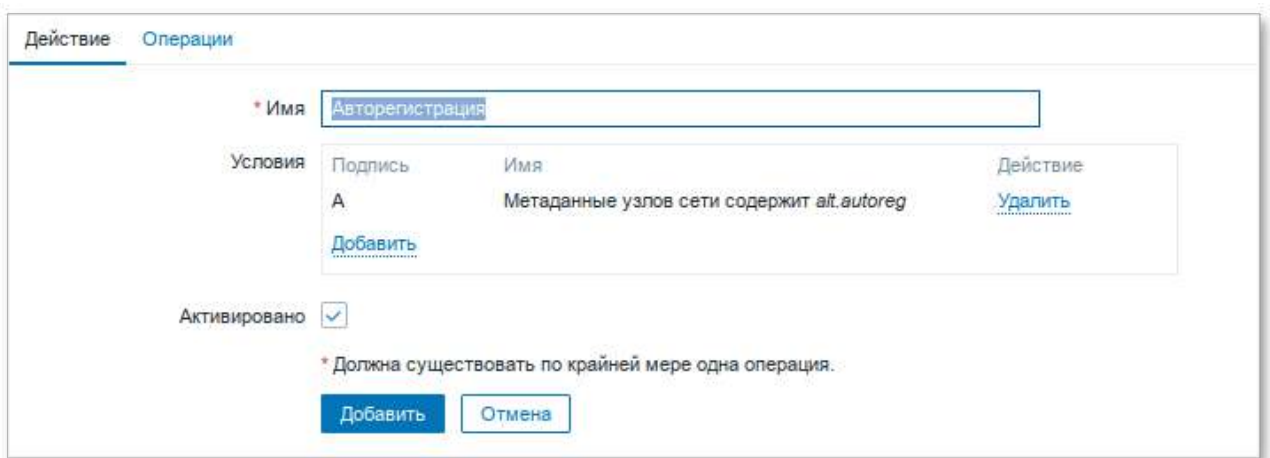 Действие Операции
* Имя Авторегистрация
Условия Подпись Имя Действие
A Метаданные узлов сети содержит alt.autoreg Удалить
Добавить
Активировано
* Должна существовать по крайней мере одна операция.
Добавить Отмена